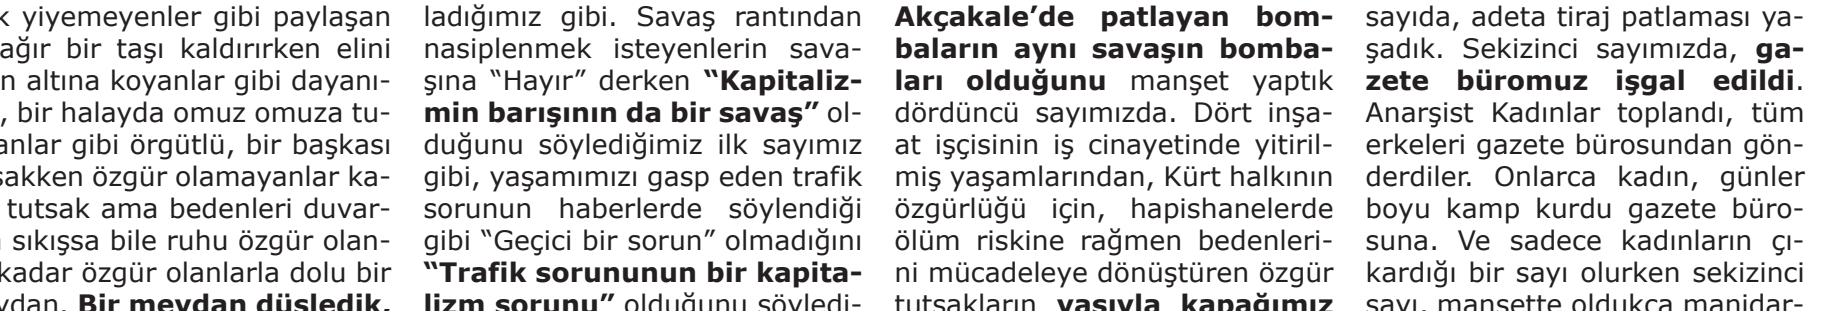 yiyemeyenler gibi paylaşan
bir taşı kaldırırken elini
altına koyanlar gibi dayanı-
, bir halayda omuz omuza tu-
gibi örgütlü, bir başkası
özgür olamayanlar ka-
tutsak ama bedenleri duvar-
sıkışsa bile ruhu özgür olan-
kadar özgür olanlarla dolu bir
Bir meydan düşledik,
ladığımız gibi. Savaş rantından
nasiplenmek isteyenlerin sava-
şına “Hayır” derken “Kapitaliz-
min barışının da bir savaş” ol-
duğunu söylediğimiz ilk sayımız
gibi, yaşamımızı gasp eden trafik
sorunun haberlerde söylendiği
gibi “Geçici bir sorun” olmadığını
“Trafik sorununun bir kapita-
lizm sorunu” olduğunu söyledi-
Akçakale’de patlayan bom-
baların aynı savaşın bomba-
ları olduğunu manşet yaptık
dördüncü sayımızda. Dört inşa-
at işçisinin iş cinayetinde yitiril-
miş yaşamlarından, Kürt halkının
özgürlüğü için, hapishanelerde
ölüm riskine rağmen bedenleri-
ni mücadeleye dönüştüren özgür
tutsakların yasıyla kapağımız
sayıda, adeta tiraj patlaması ya-
şadık. Sekizinci sayımızda, ga-
zete büromuz işgal edildi.
Anarşist Kadınlar toplandı, tüm
erkeleri gazete bürosundan gön-
derdiler. Onlarca kadın, günler
boyu kamp kurdu gazete büro-
suna. Ve sadece kadınların çı-
kardığı bir sayı olurken sekizinci
sayı, manşette oldukça manidar-